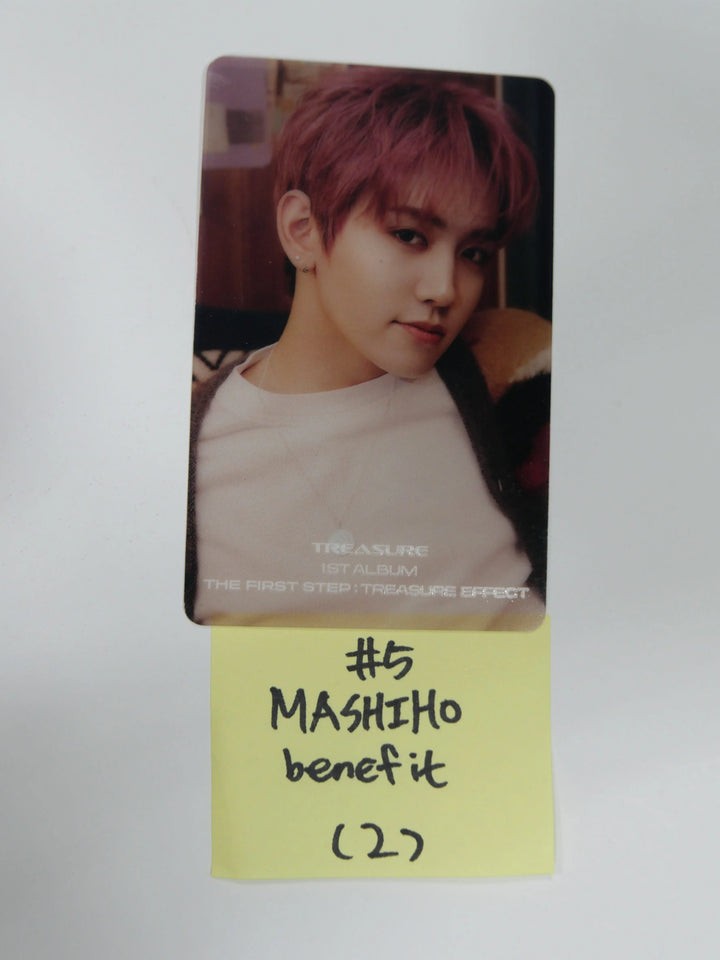 TREASURE
1ST ALBUM
THE FIRST STEP : TREASURE EFFECT
#5
MASHIHO
benefit
(2)